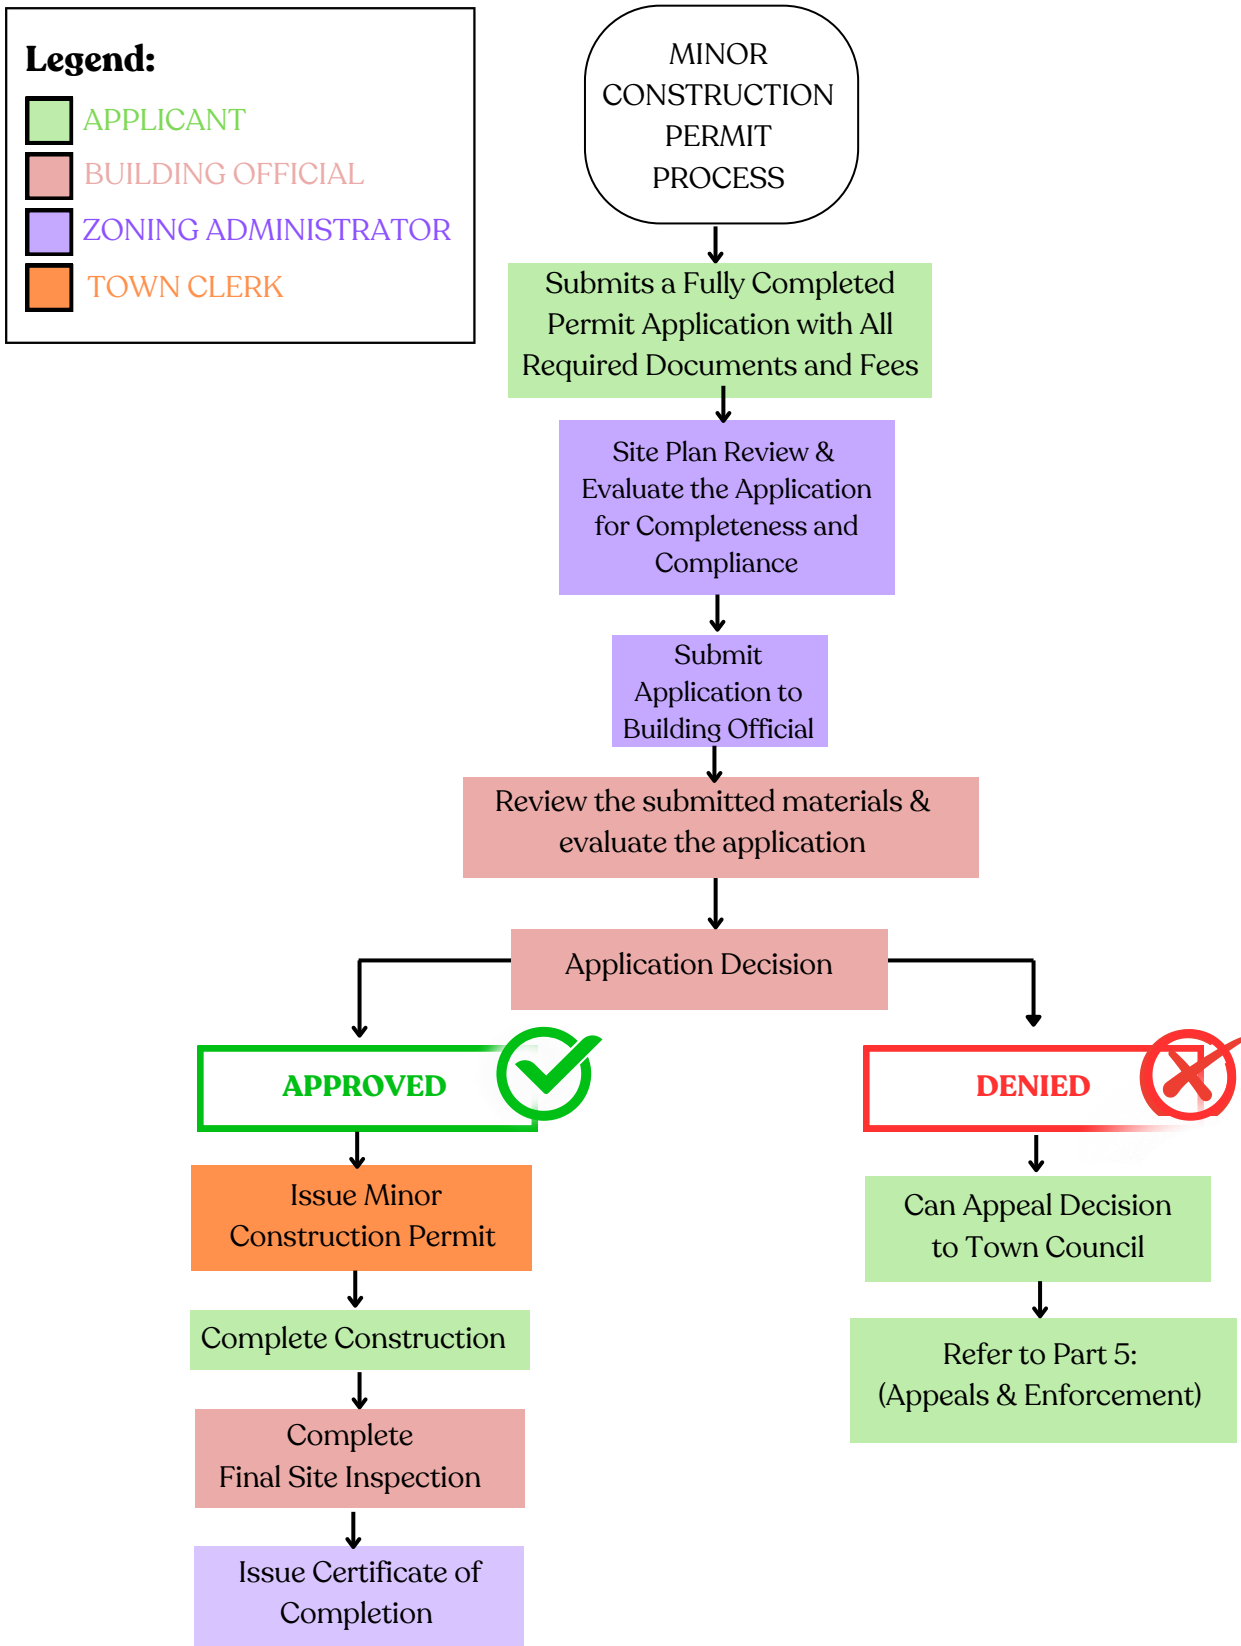 Legend:
APPLICANT
BUILDING OFFICIAL
ZONING ADMINISTRATOR
TOWN CLERK
MINOR
CONSTRUCTION
PERMIT
PROCESS
Submits a Fully Completed
Permit Application with All
Required Documents and Fees
Site Plan Review &
Evaluate the Application
for Completeness and
Compliance
Submit
Application to
Building Official
Review the submitted materials &
evaluate the application
Application Decision
APPROVED
Issue Minor
Construction Permit
Complete Construction
Complete
Final Site Inspection
Issue Certificate of
Completion
DENIED
Can Appeal Decision
to Town Council
Refer to Part 5:
(Appeals & Enforcement)